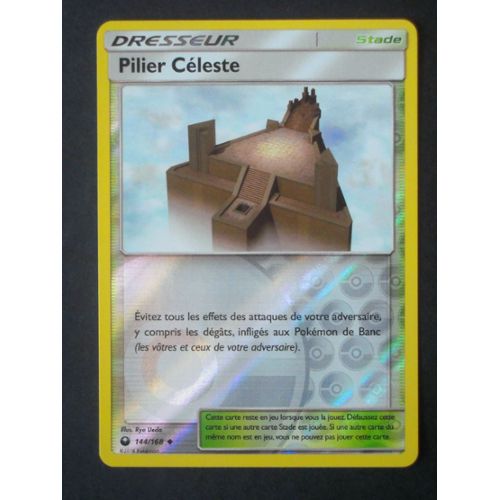 DRESSEUR
Stade
Pilier Céleste
Évitez tous les effets des attaques de votre adversaire,
y compris les dégâts, infligés aux Pokémon de Banc
(les vôtres et ceux de votre adversaire).
Illus. Ryo Ueda
144/168
Cette carte reste en jeu lorsque vous la jouez. Défaussez cette
carte si une autre carte Stade est jouée. Si une autre carte du
même nom est en jeu, vous ne pouvez pas jouer cette carte.